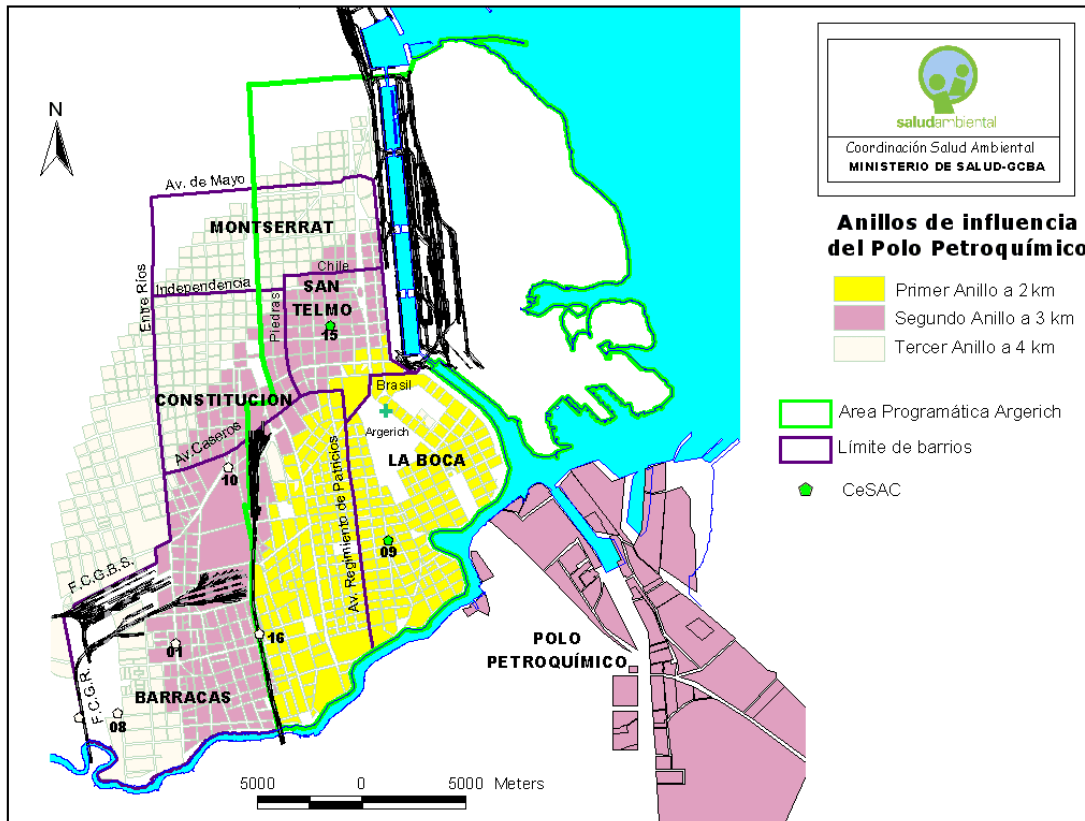 saludambiental
Coordinación Salud Ambiental
MINISTERIO DE SALUD-GCBA
Anillos de influencia
del Polo Petroquímico
Primer Anillo a 2 km
Segundo Anillo a 3 km
Tercer Anillo a 4 km
Area Programática Argerich
Límite de barrios
CeSAC
N
Av. de Mayo
MONTSERRAT
Chile
Independencia
SAN
TELMO
Entre Ríos
Piedras
15
CONSTITUCION
Brasil
Argerich
Av.Caseros
LA BOCA
10
Av. Regimiento de Patricios
09
F.C.G.B.S.
16
01
POLO
PETROQUÍMICO
BARRACAS
F.C.G.R.
08
5000 0 5000 Meters